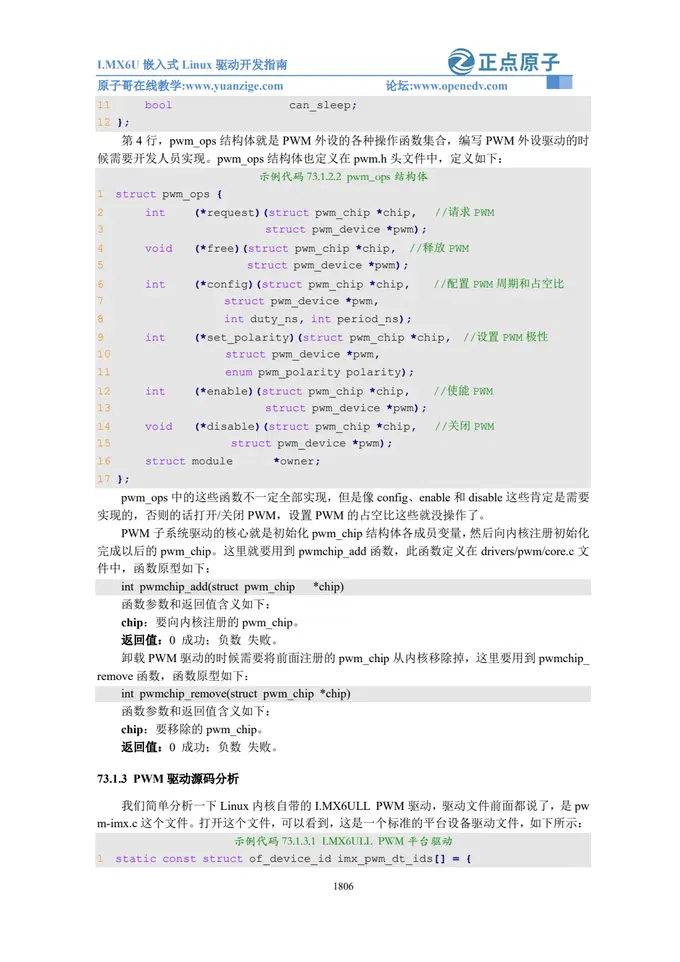 I.MX6U 嵌入式 Linux 驱动开发指南
正点原子
原子哥在线教学:www.yuanzige.com 论坛:www.openedv.com
11 bool can_sleep;
12 };
第 4 行，pwm_ops 结构体就是 PWM 外设的各种操作函数集合，编写 PWM 外设驱动的时
候需要开发人员实现。pwm_ops 结构体也定义在 pwm.h 头文件中，定义如下：
示例代码 73.1.2.2 pwm_ops 结构体
1 struct pwm_ops {
2 int (*request)(struct pwm_chip *chip, //请求 PWM
3 struct pwm_device *pwm);
4 void (*free)(struct pwm_chip *chip, //释放 PWM
5 struct pwm_device *pwm);
6 int (*config)(struct pwm_chip *chip, //配置 PWM 周期和占空比
7 struct pwm_device *pwm,
8 int duty_ns, int period_ns);
9 int (*set_polarity)(struct pwm_chip *chip, //设置 PWM 极性
10 struct pwm_device *pwm,
11 enum pwm_polarity polarity);
12 int (*enable)(struct pwm_chip *chip, //使能 PWM
13 struct pwm_device *pwm);
14 void (*disable)(struct pwm_chip *chip, //关闭 PWM
15 struct pwm_device *pwm);
16 struct module *owner;
17 };
pwm_ops 中的这些函数不一定全部实现，但是像 config、enable 和 disable 这些肯定是需要
实现的，否则的话打开/关闭 PWM，设置 PWM 的占空比这些就没操作了。
PWM 子系统驱动的核心就是初始化 pwm_chip 结构体各成员变量，然后向内核注册初始化
完成以后的 pwm_chip。这里就要用到 pwmchip_add 函数，此函数定义在 drivers/pwm/core.c 文
件中，函数原型如下：
int pwmchip_add(struct pwm_chip *chip)
函数参数和返回值含义如下：
chip：要向内核注册的 pwm_chip。
返回值：0 成功；负数 失败。
卸载 PWM 驱动的时候需要将前面注册的 pwm_chip 从内核移除掉，这里要用到 pwmchip_
remove 函数，函数原型如下：
int pwmchip_remove(struct pwm_chip *chip)
函数参数和返回值含义如下：
chip：要移除的 pwm_chip。
返回值：0 成功；负数 失败。
73.1.3 PWM 驱动源码分析
我们简单分析一下 Linux 内核自带的 I.MX6ULL PWM 驱动，驱动文件前面都说了，是 pw
m-imx.c 这个文件。打开这个文件，可以看到，这是一个标准的平台设备驱动文件，如下所示：
示例代码 73.1.3.1 I.MX6ULL PWM 平台驱动
1 static const struct of_device_id imx_pwm_dt_ids[] = {
1806